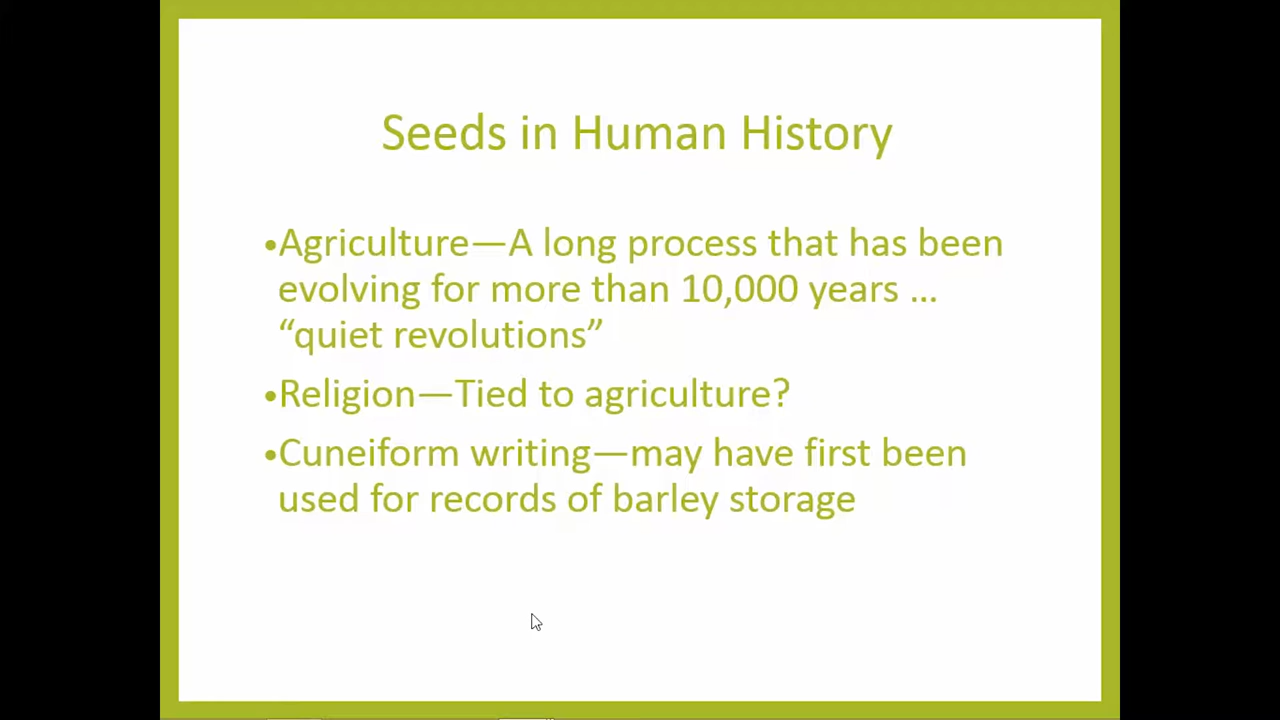 Seeds in Human History
•Agriculture—A long process that has been
evolving for more than 10,000 years …
“quiet revolutions”
•Religion—Tied to agriculture?
•Cuneiform writing—may have first been
used for records of barley storage